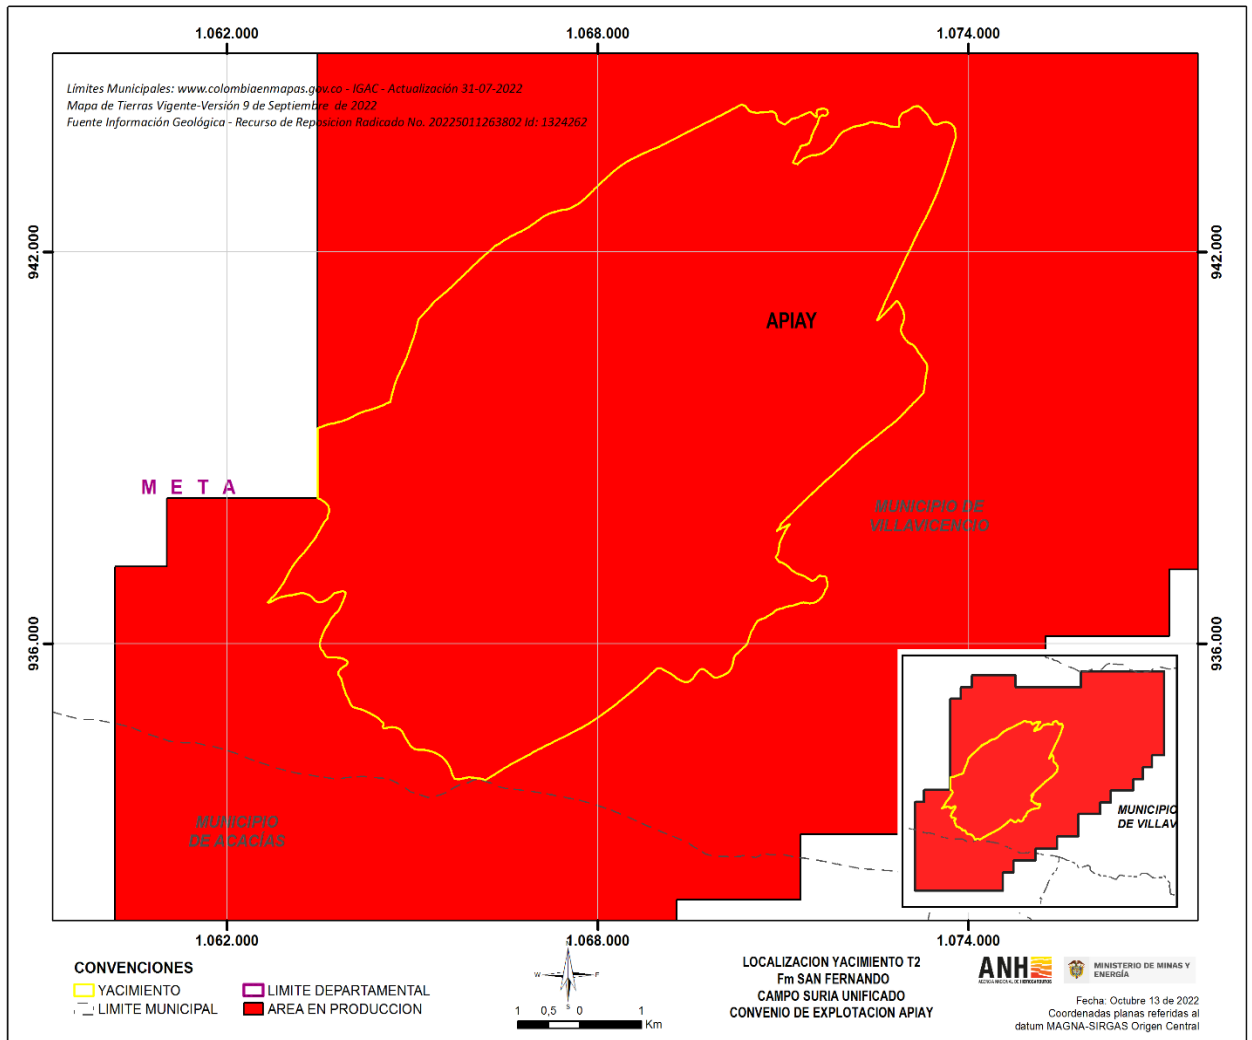 1.062.000
1.068.000
1.074.000
Límites Municipales: www.colombiaenmapas.gov.co - IGAC - Actualización 31-07-2022
Mapa de Tierras Vigente-Versión 9 de Septiembre de 2022
Fuente Información Geológica - Recurso de Reposicion Radicado No. 20225011263802 Id: 1324262
942.000
942.000
APIAY
M E T A
MUNICIPIO DE
VILLAVICENCIO
936.000
936.000
MUNICIPIO
DE ACACÍAS
MUNICIPIO
DE VILLAV
1.062.000
1.068.000
1.074.000
CONVENCIONES
YACIMIENTO
LIMITE DEPARTAMENTAL
LIMITE MUNICIPAL
AREA EN PRODUCCION
N
W
E
S
1 0,5 0 1
Km
LOCALIZACION YACIMIENTO T2
Fm SAN FERNANDO
CAMPO SURIA UNIFICADO
CONVENIO DE EXPLOTACION APIAY
ANH
AGENCIA NACIONAL DE HIDROCARBUROS
MINISTERIO DE MINAS Y
ENERGÍA
Fecha: Octubre 13 de 2022
Coordenadas planas referidas al
datum MAGNA-SIRGAS Origen Central